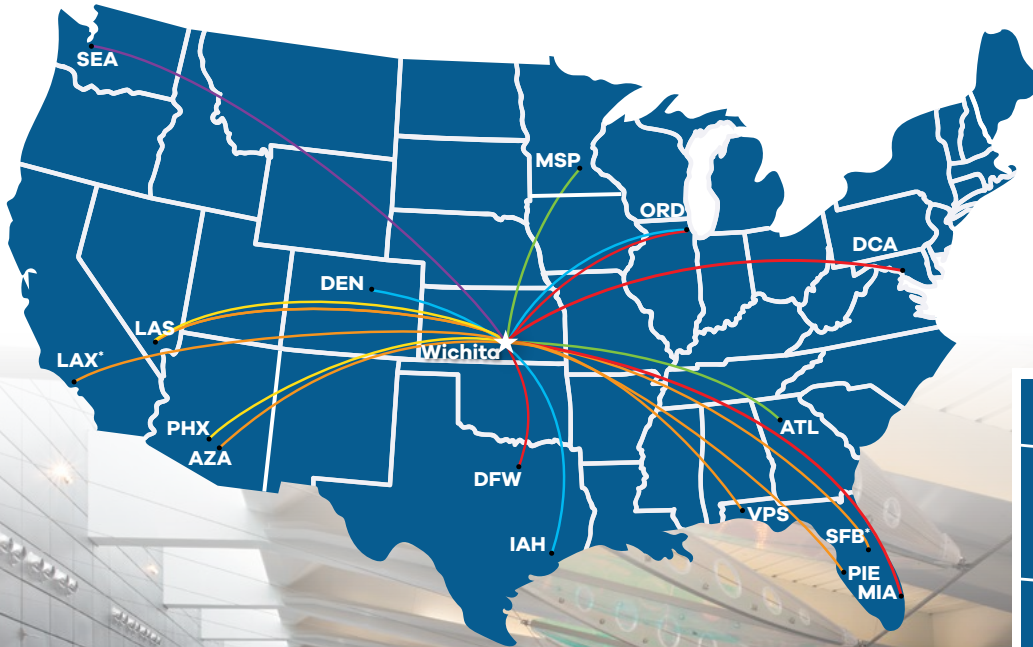 SEA
MSP
ORD
DCA
DEN
LAS
Wichita
LAX*
PHX
ATL
AZA
DFW
VPS
SFB*
IAH
PIE
MIA